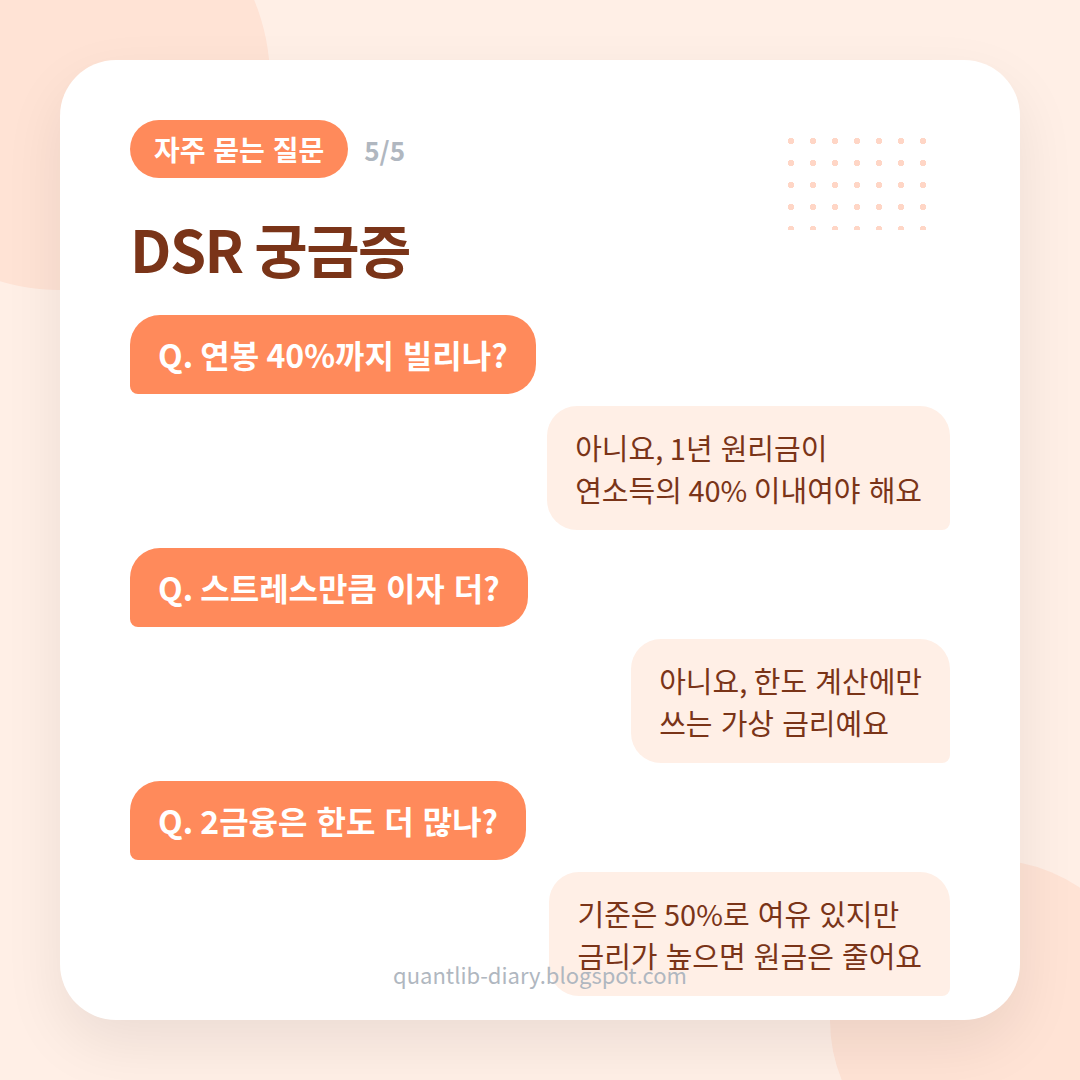 자주 묻는 질문 5/5
DSR 궁금증
Q. 연봉 40%까지 빌리나?
아니요, 1년 원리금이
연소득의 40% 이내여야 해요
Q. 스트레스만큼 이자 더?
아니요, 한도 계산에만
쓰는 가상 금리예요
Q. 2금융은 한도 더 많나?
기준은 50%로 여유 있지만
금리가 높으면 원금은 줄어요
quantlib-diary.blogspot.com